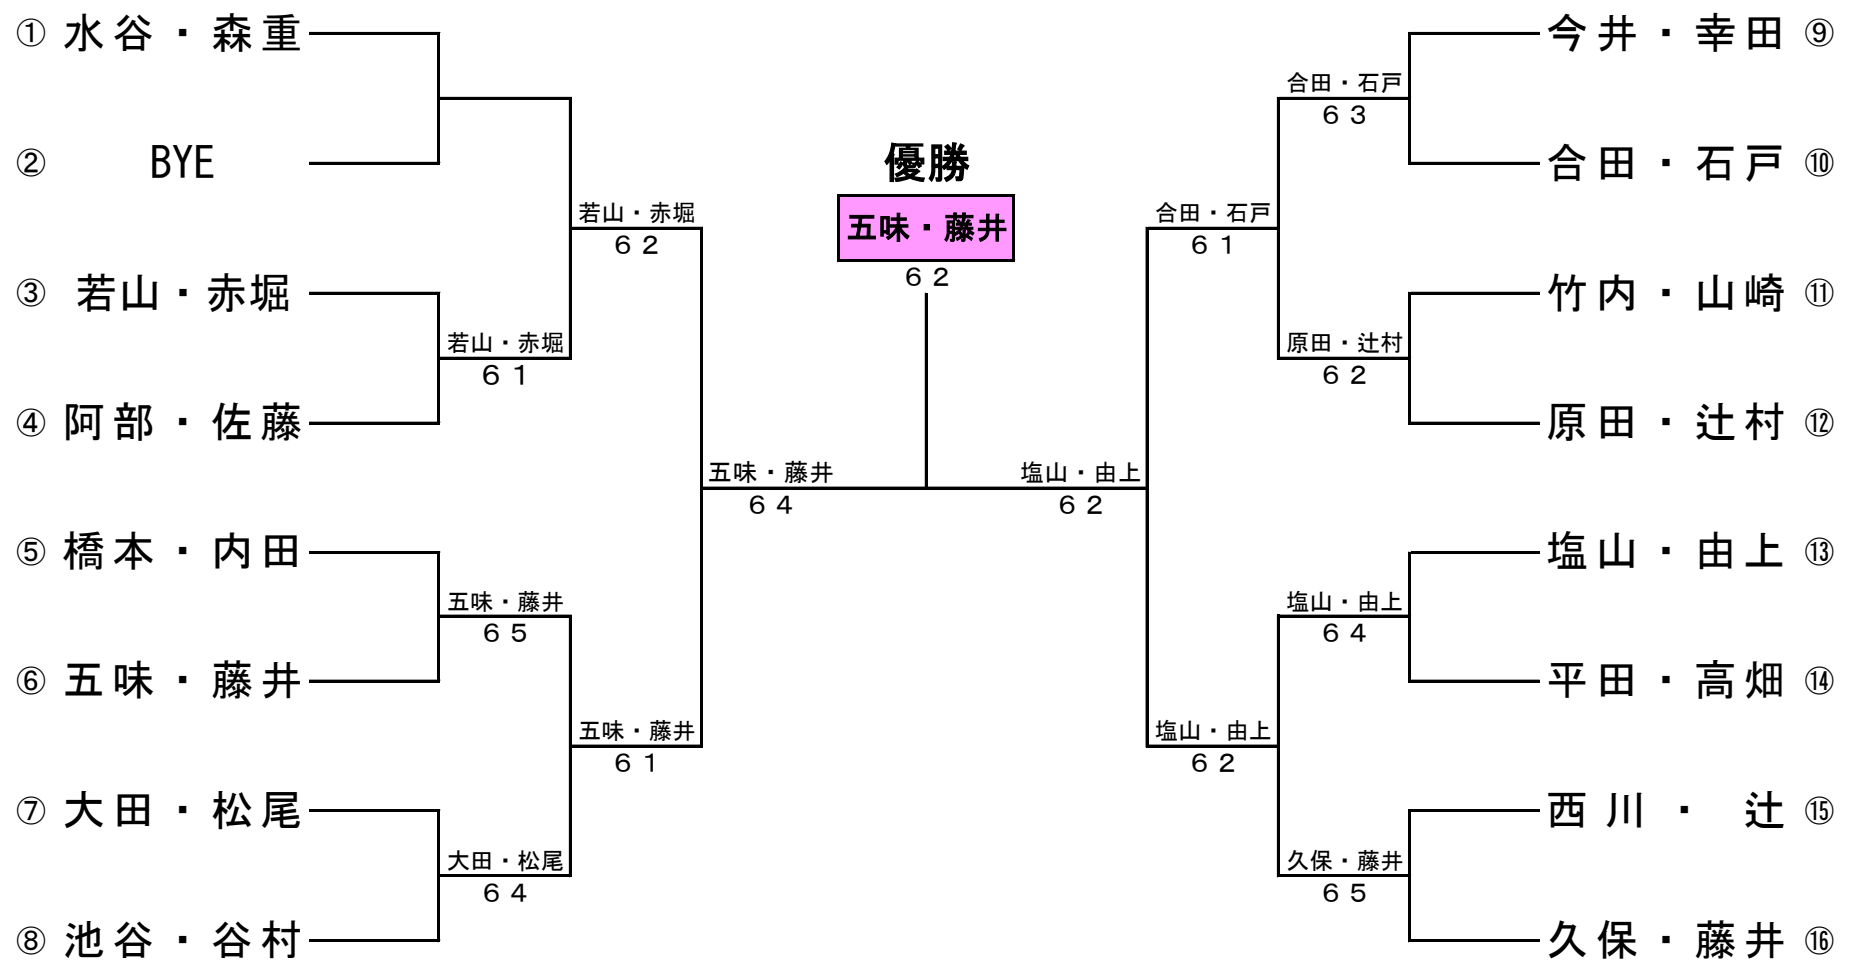 ① 水谷・森重
② BYE
③ 若山・赤堀
④ 阿部・佐藤
⑤ 橋本・内田
⑥ 五味・藤井
⑦ 大田・松尾
⑧ 池谷・谷村
若山・赤堀
61
五味・藤井
65
大田・松尾
64
若山・赤堀
62
五味・藤井
61
五味・藤井
64
優勝
五味・藤井
62
塩山・由上
62
合田・石戸
61
塩山・由上
62
合田・石戸
63
原田・辻村
62
塩山・由上
64
久保・藤井
65
今井・幸田 ⑨
合田・石戸 ⑩
竹内・山崎 ⑪
原田・辻村 ⑫
塩山・由上 ⑬
平田・高畑 ⑭
西川・ 辻 ⑮
久保・藤井 ⑯